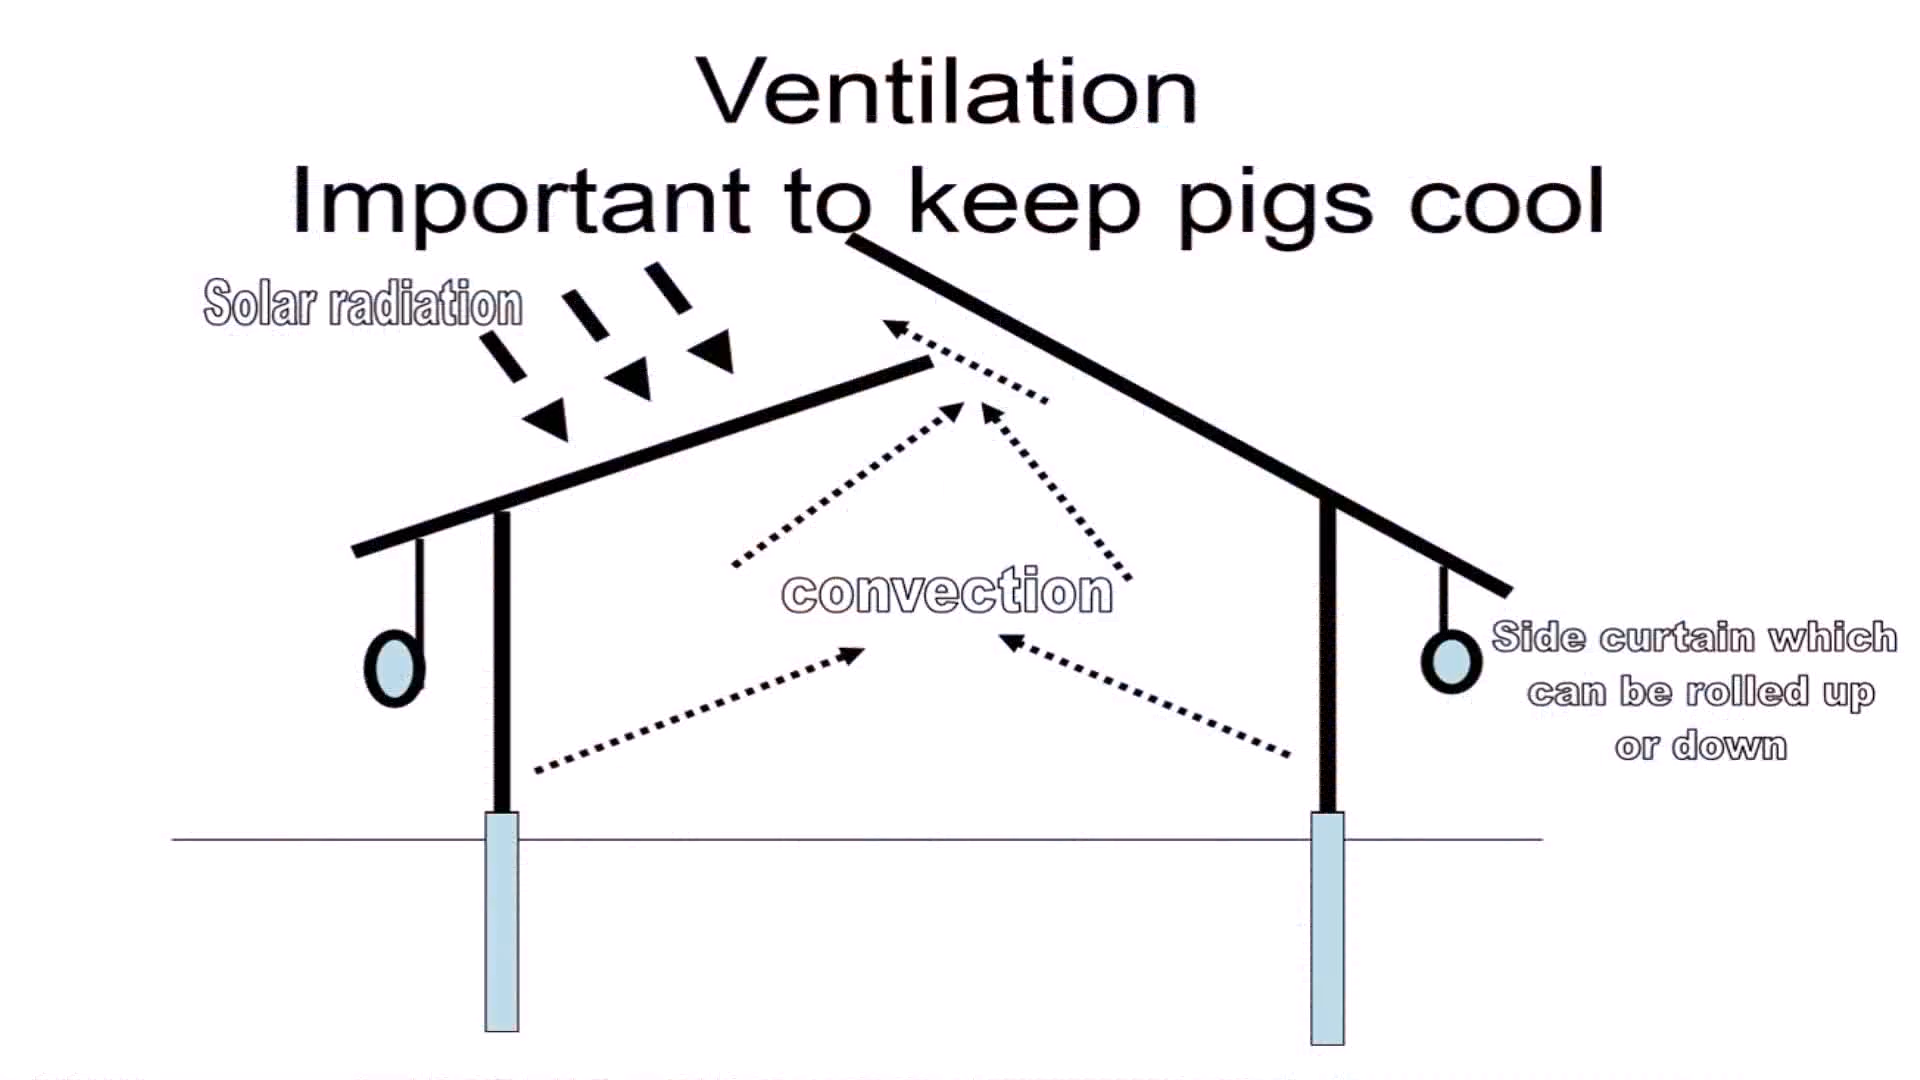 Ventilation
Important to keep pigs cool
Solar radiation
convection
Side curtain which
can be rolled up
or down